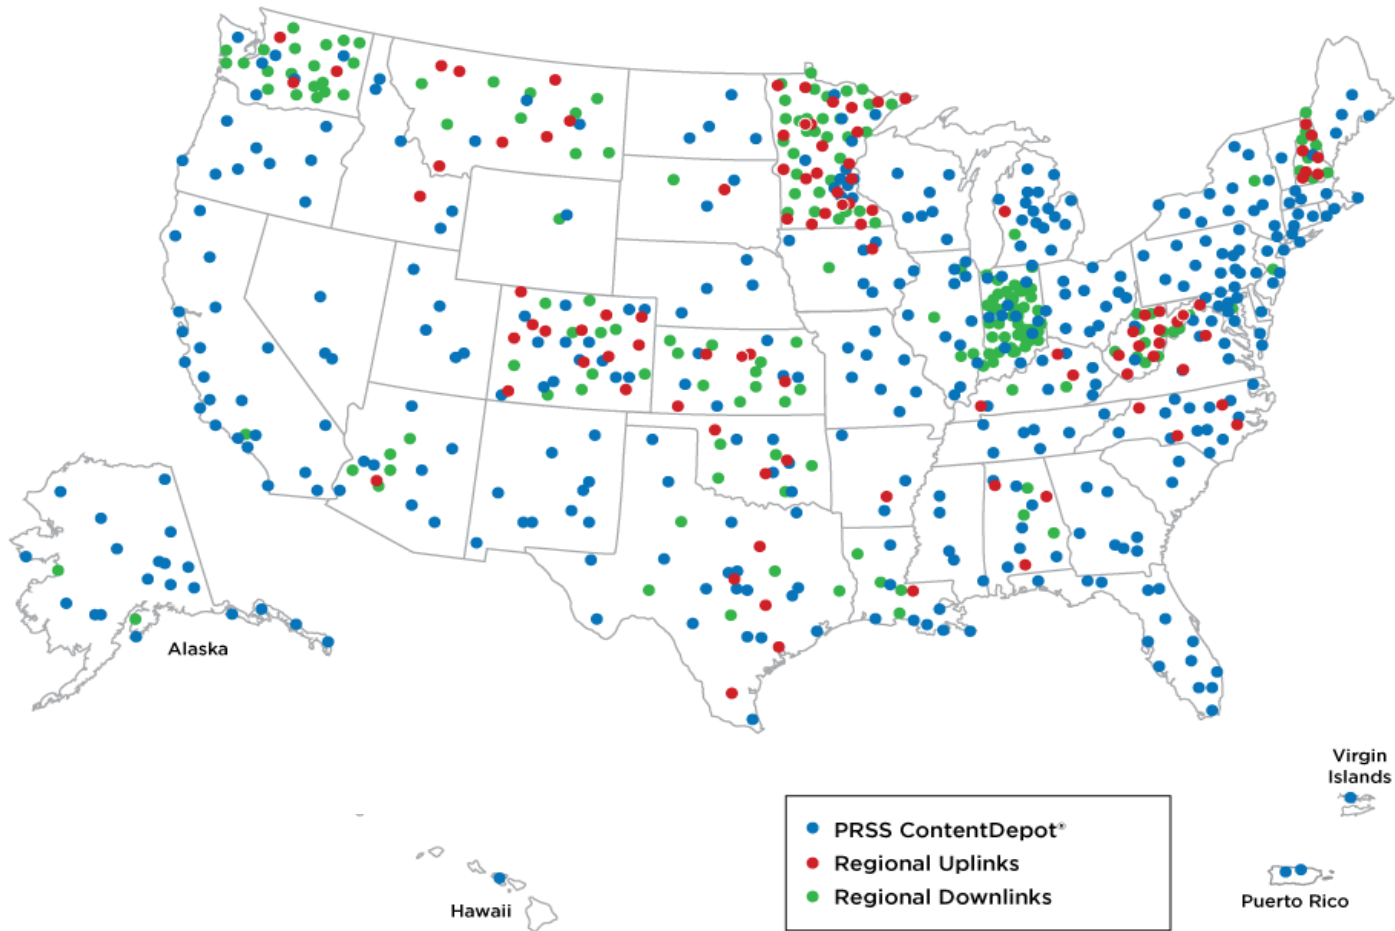 Alaska
Virgin
Islands
PRSS ContentDepot®
Regional Uplinks
Regional Downlinks
Hawaii
Puerto Rico